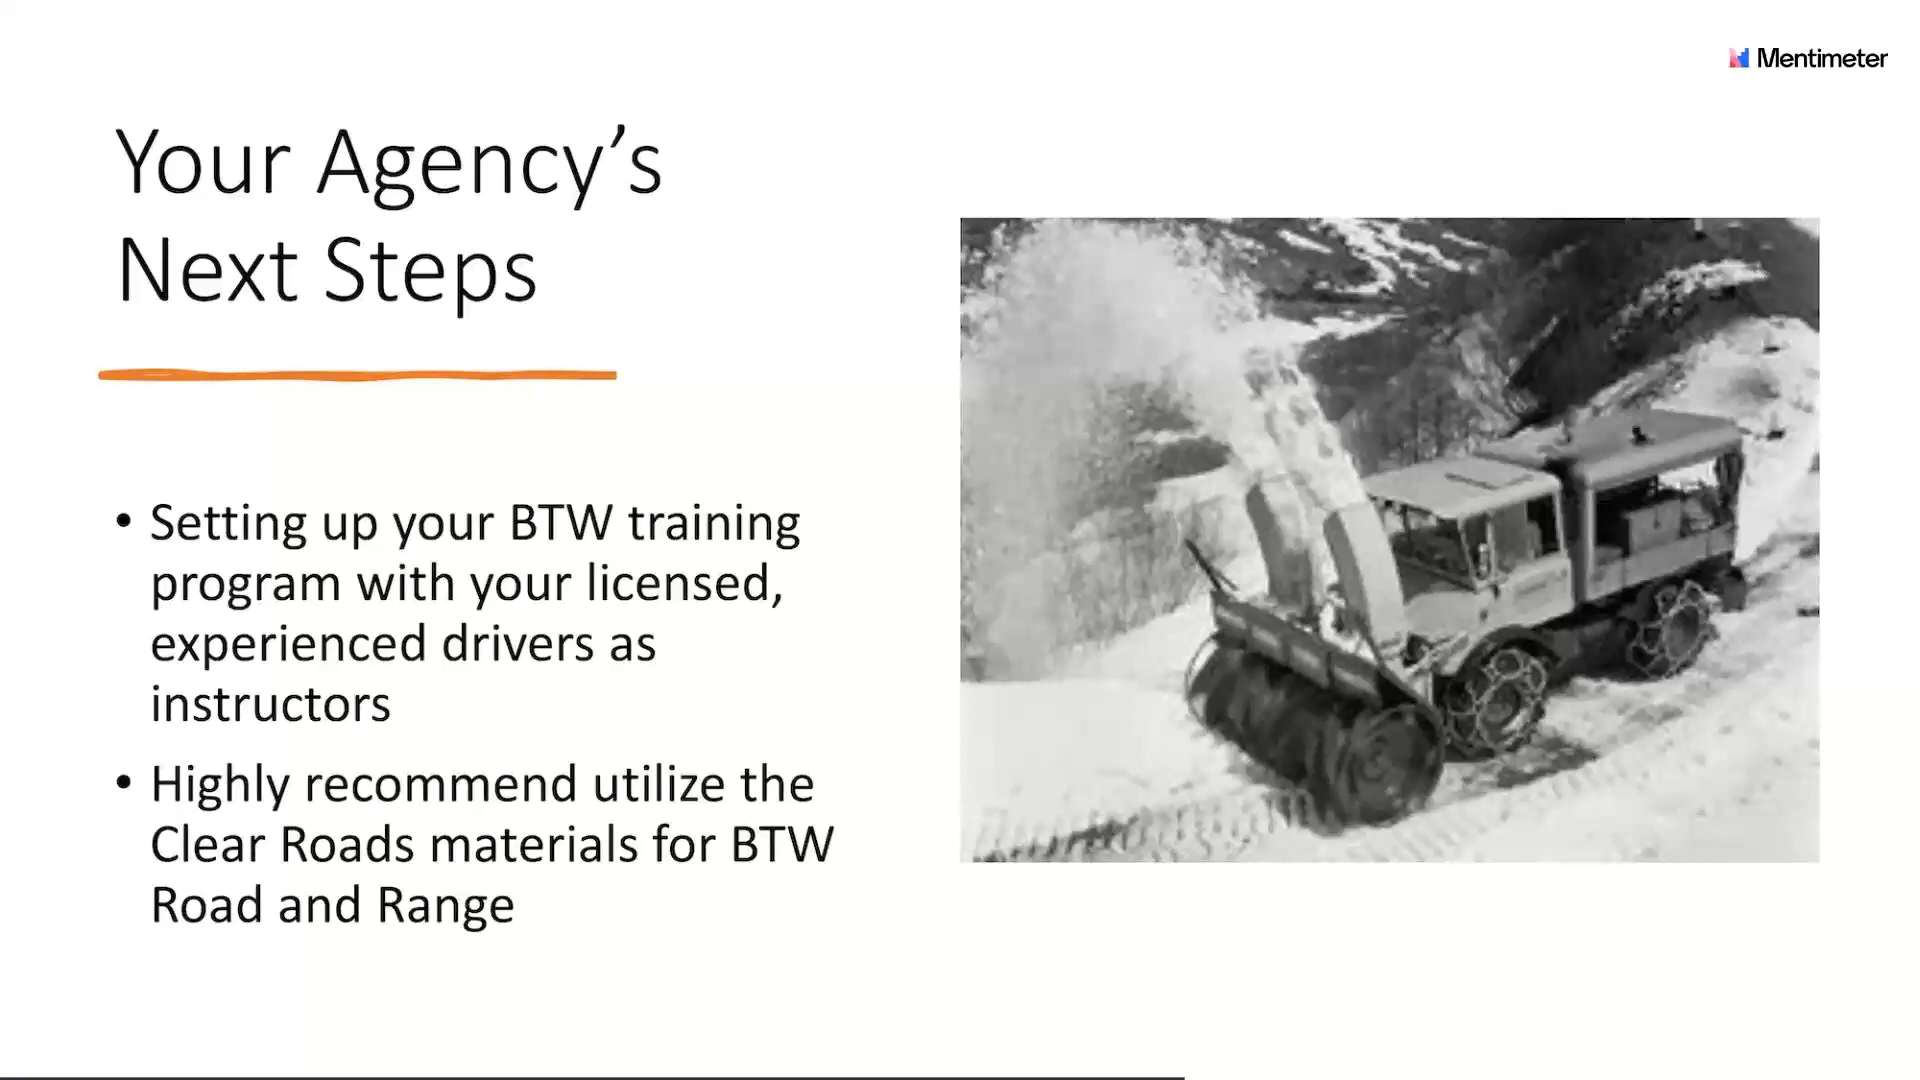 Mentimeter
Your Agency’s
Next Steps
• Setting up your BTW training
program with your licensed,
experienced drivers as
instructors
• Highly recommend utilize the
Clear Roads materials for BTW
Road and Range